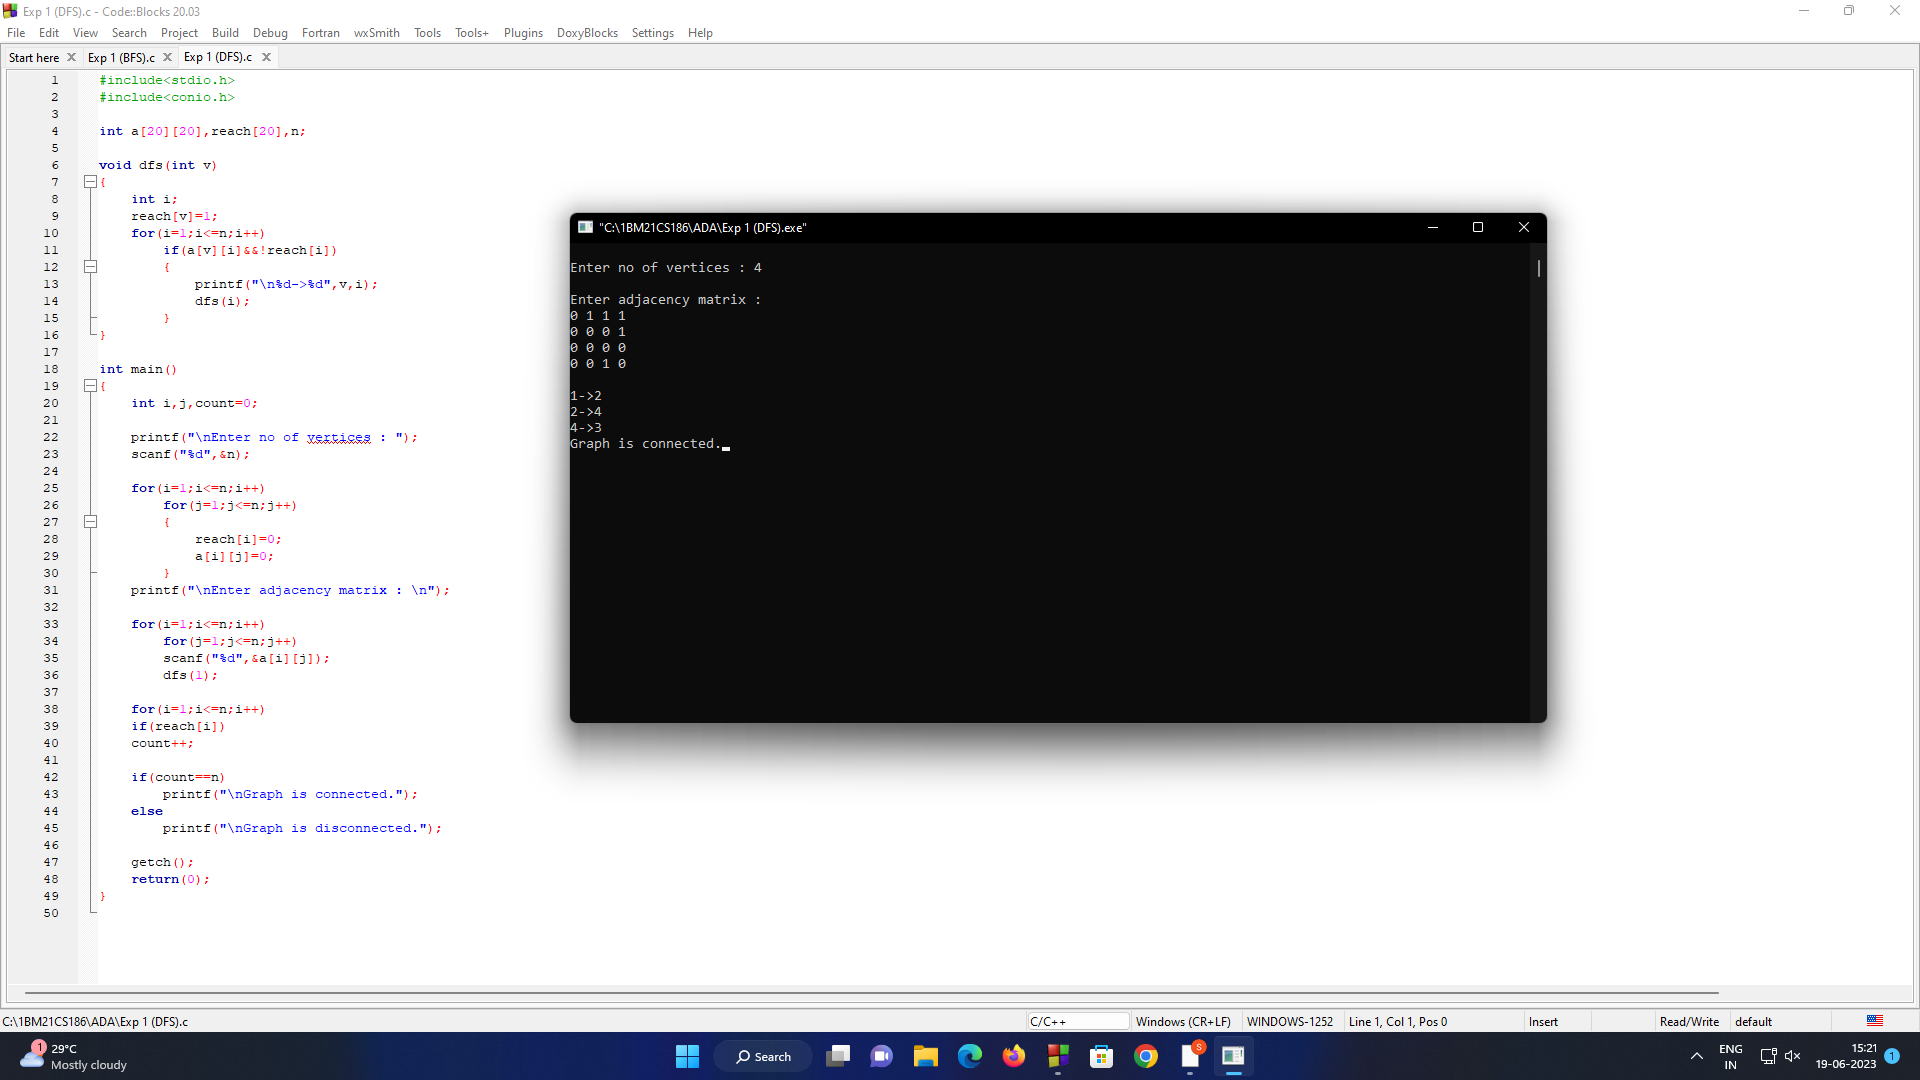 Exp 1 (DFS).c - Code::Blocks 20.03
File Edit View Search Project Build Debug Fortran wxSmith Tools Tools+ Plugins DoxyBlocks Settings Help
Start here Exp 1 (BFS).c Exp 1 (DFS).c
1 #include<stdio.h>
2 #include<conio.h>
3
4 int a[20][20],reach[20],n;
5
6 void dfs(int v)
7 {
8 int i;
9 reach[v]=1;
10 for(i=1;i<=n;i++)
11 if(a[v][i]&&!reach[i])
12 {
13 printf("\n%d->%d",v,i);
14 dfs(i);
15 }
16 }
17
18 int main()
19 {
20 int i,j,count=0;
21
22 printf("\nEnter no of vertices : ");
23 scanf("%d",&n);
24
25 for(i=1;i<=n;i++)
26 for(j=1;j<=n;j++)
27 {
28 reach[i]=0;
29 a[i][j]=0;
30 }
31 printf("\nEnter adjacency matrix : \n");
32
33 for(i=1;i<=n;i++)
34 for(j=1;j<=n;j++)
35 scanf("%d",&a[i][j]);
36 dfs(1);
37
38 for(i=1;i<=n;i++)
39 if(reach[i])
40 count++;
41
42 if(count==n)
43 printf("\nGraph is connected.");
44 else
45 printf("\nGraph is disconnected.");
46
47 getch();
48 return(0);
49 }
50
"C:\1BM21CS186\ADA\Exp 1 (DFS).exe"
Enter no of vertices : 4
Enter adjacency matrix :
0 1 1 1
0 0 0 1
0 0 0 0
0 0 1 0
1->2
2->4
4->3
Graph is connected.
C:\1BM21CS186\ADA\Exp 1 (DFS).c C/C++ Windows (CR+LF) WINDOWS-1252 Line 1, Col 1, Pos 0 Insert Read/Write default
1
29°C
Mostly cloudy
Search
S
ENG
IN
15:21
19-06-2023
1